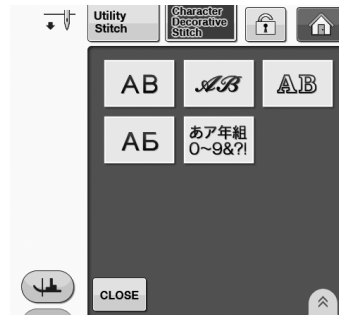 Utility
Stitch
Character
Decorative
Stitch
AB
AB
AB
АБ
あア年組
0~9&?!
CLOSE